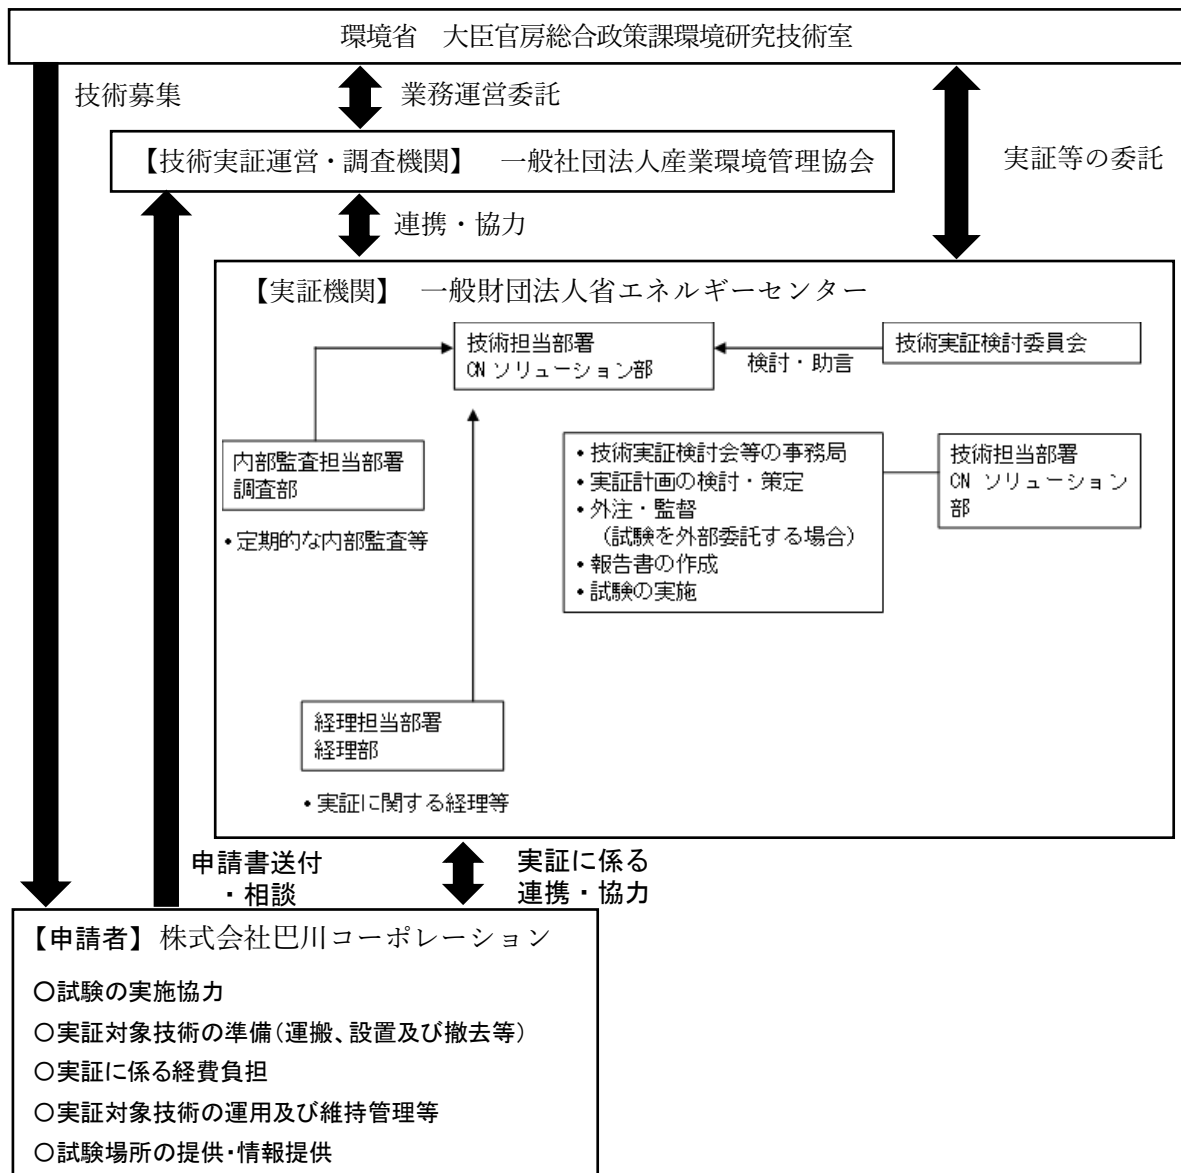 環境省　大臣官房総合政策課環境研究技術室
技術募集
業務運営委託
【技術実証運営・調査機関】　一般社団法人産業環境管理協会
実証等の委託
連携・協力
【実証機関】　一般財団法人省エネルギーセンター
技術担当部署
CN ソリューション部
技術実証検討委員会
検討・助言
内部監査担当部署
調査部
・定期的な内部監査等
・技術実証検討会等の事務局
・実証計画の検討・策定
・外注・監督
（試験を外部委託する場合）
・報告書の作成
・試験の実施
技術担当部署
CN ソリューション
部
経理担当部署
経理部
・実証に関する経理等
申請書送付
・相談
実証に係る
連携・協力
【申請者】株式会社巴川コーポレーション
○試験の実施協力
○実証対象技術の準備（運搬、設置及び撤去等）
○実証に係る経費負担
○実証対象技術の運用及び維持管理等
○試験場所の提供・情報提供